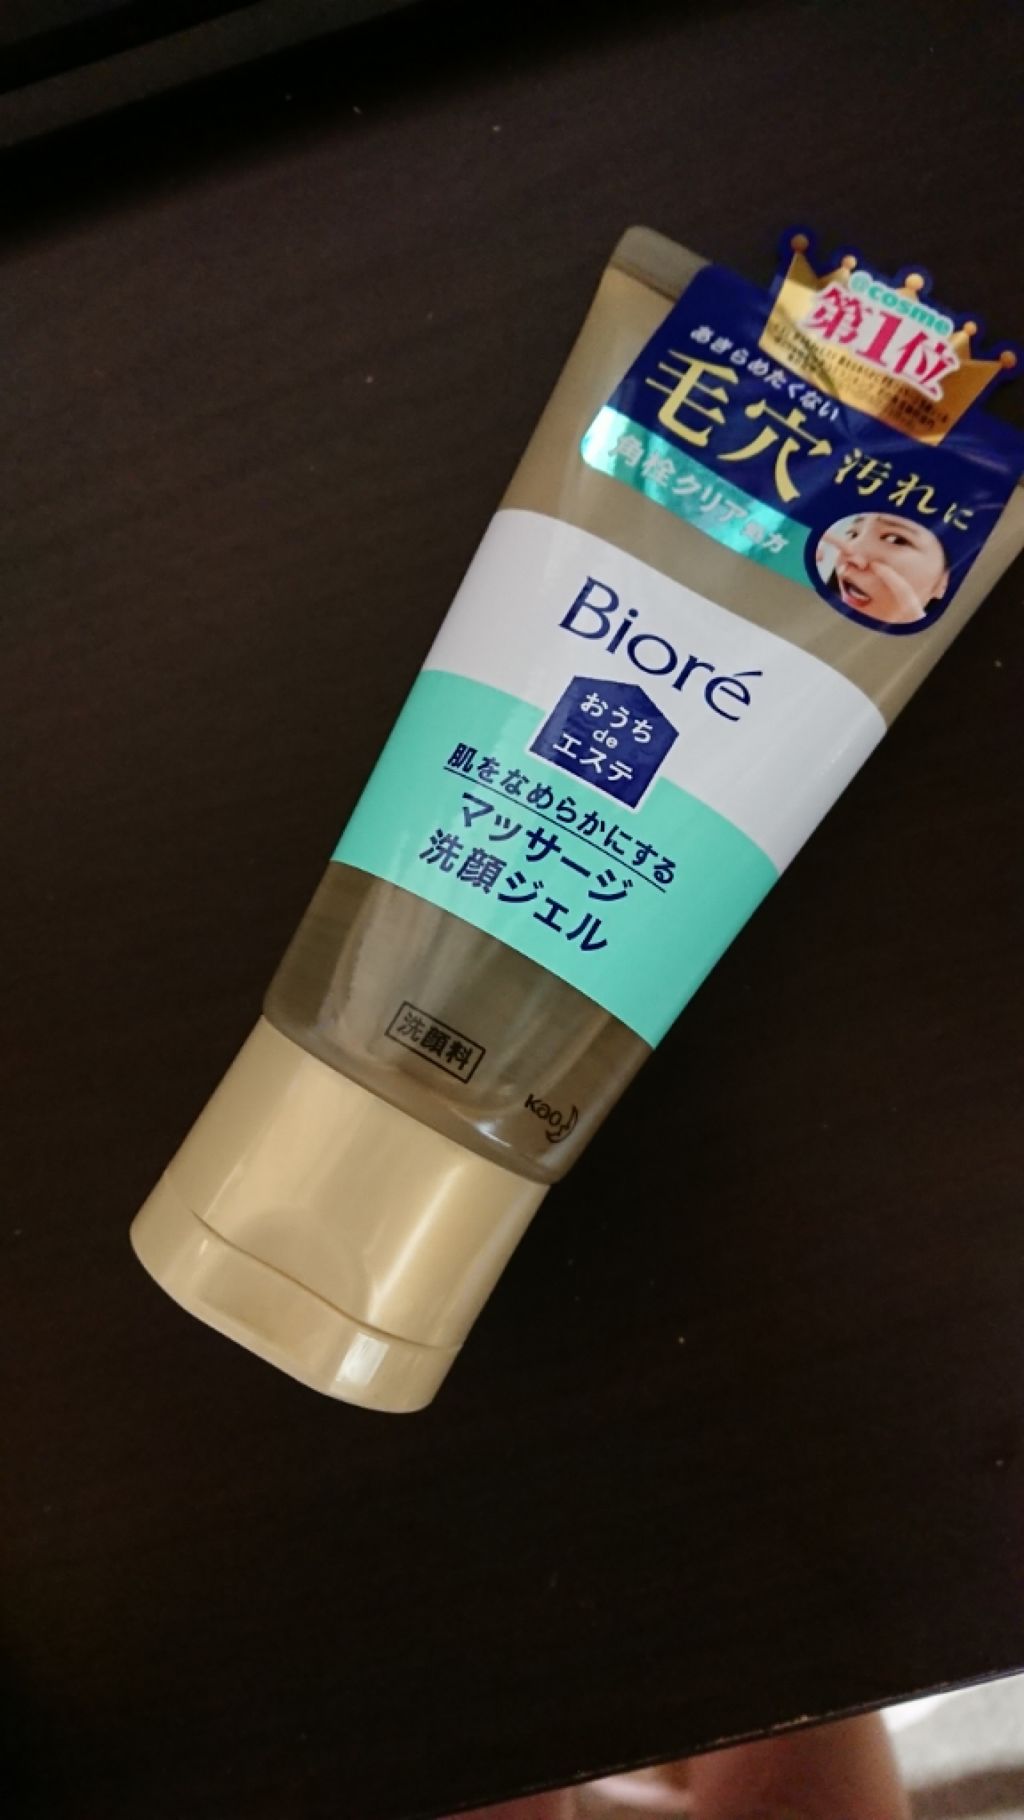 @cosme
第1位
あきらめたくない
毛穴汚れに
角栓クリア処方
Bioré
おうち
de
エステ
肌をなめらかにする
マッサージ
洗顔ジェル
洗顔料
kao